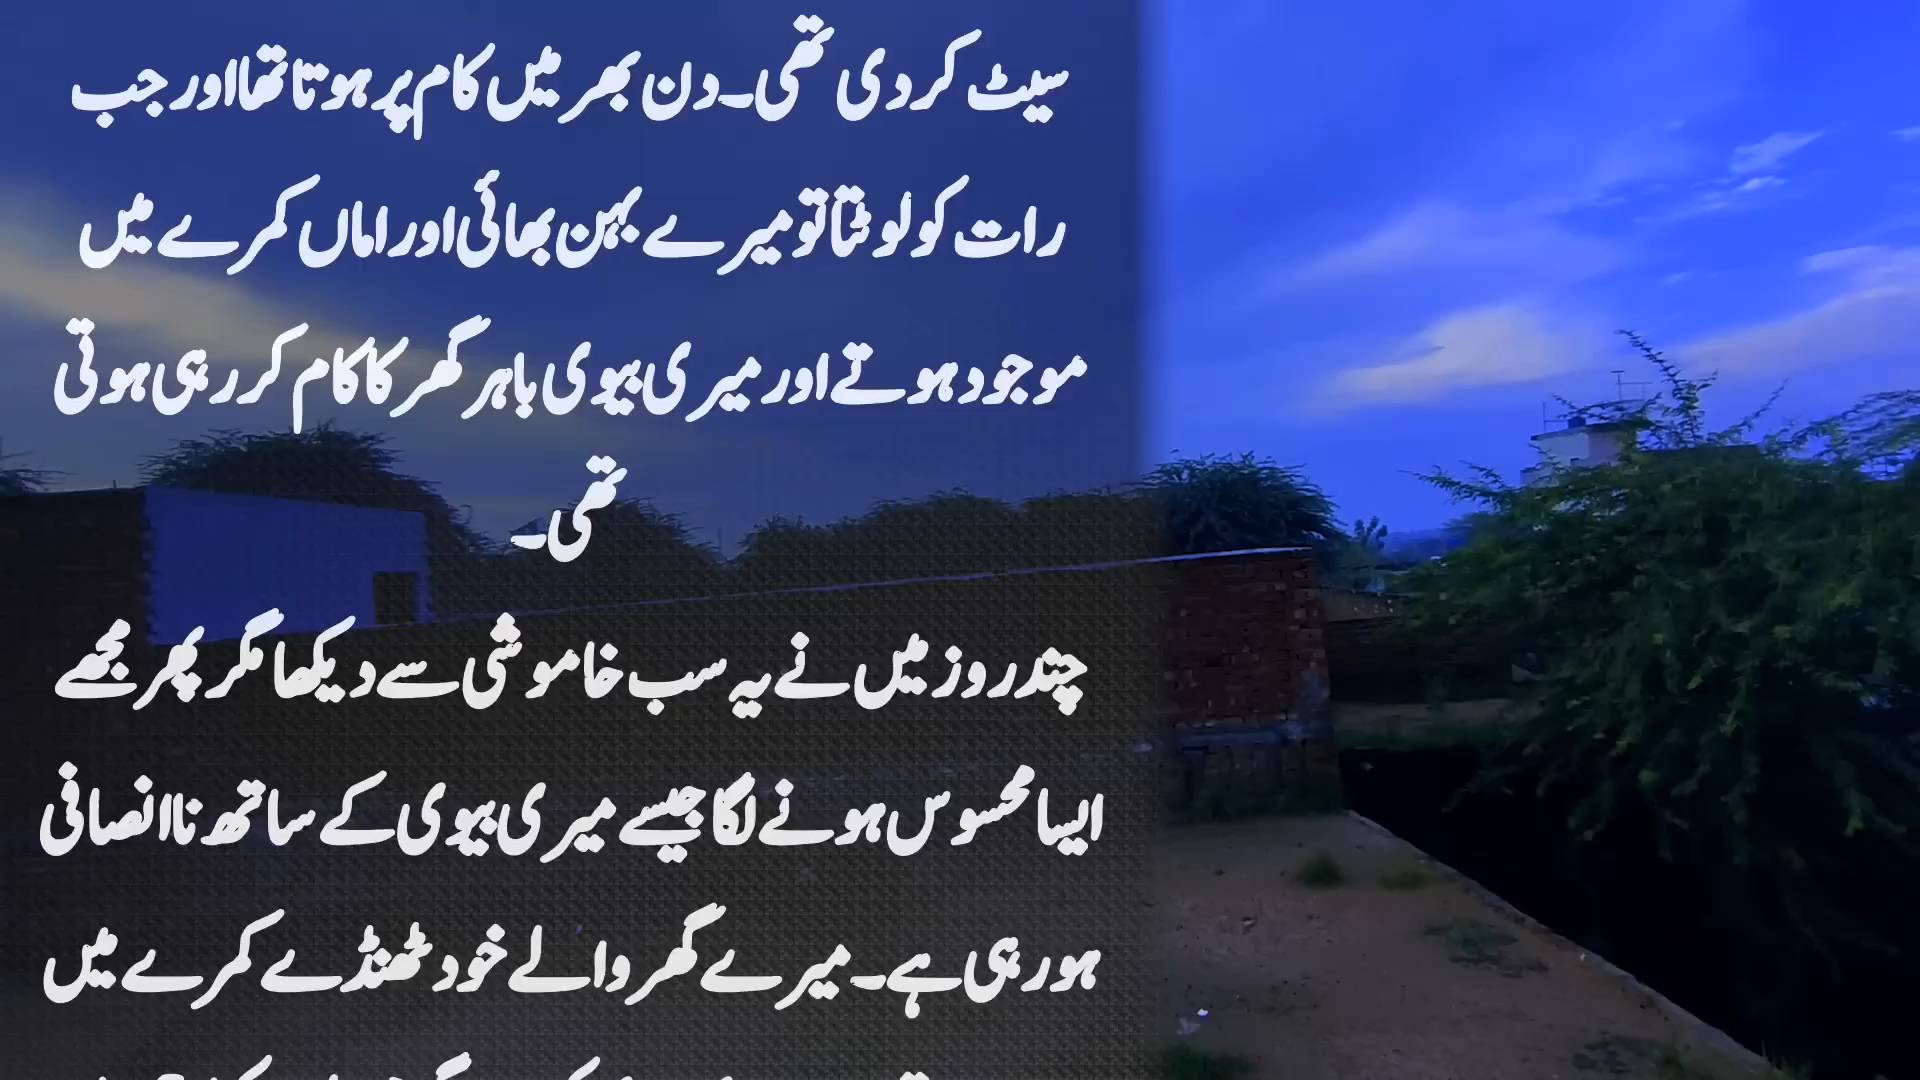 سیٹ کر دی تھی۔ دن بھر میں کام پر ہوتا تھا اور جب
رات کو لوٹتا تو میرے بہن بھائی اور اماں کمرے میں
موجود ہوتے اور میری بیوی باہر گھر کا کام کر رہی ہوتی
تھی۔
چند روز میں نے یہ سب خاموشی سے دیکھا مگر پھر مجھے
ایسا محسوس ہونے لگا جیسے میری بیوی کے ساتھ ناانصافی
ہو رہی ہے۔ میرے گھر والے خود ٹھنڈے کمرے میں